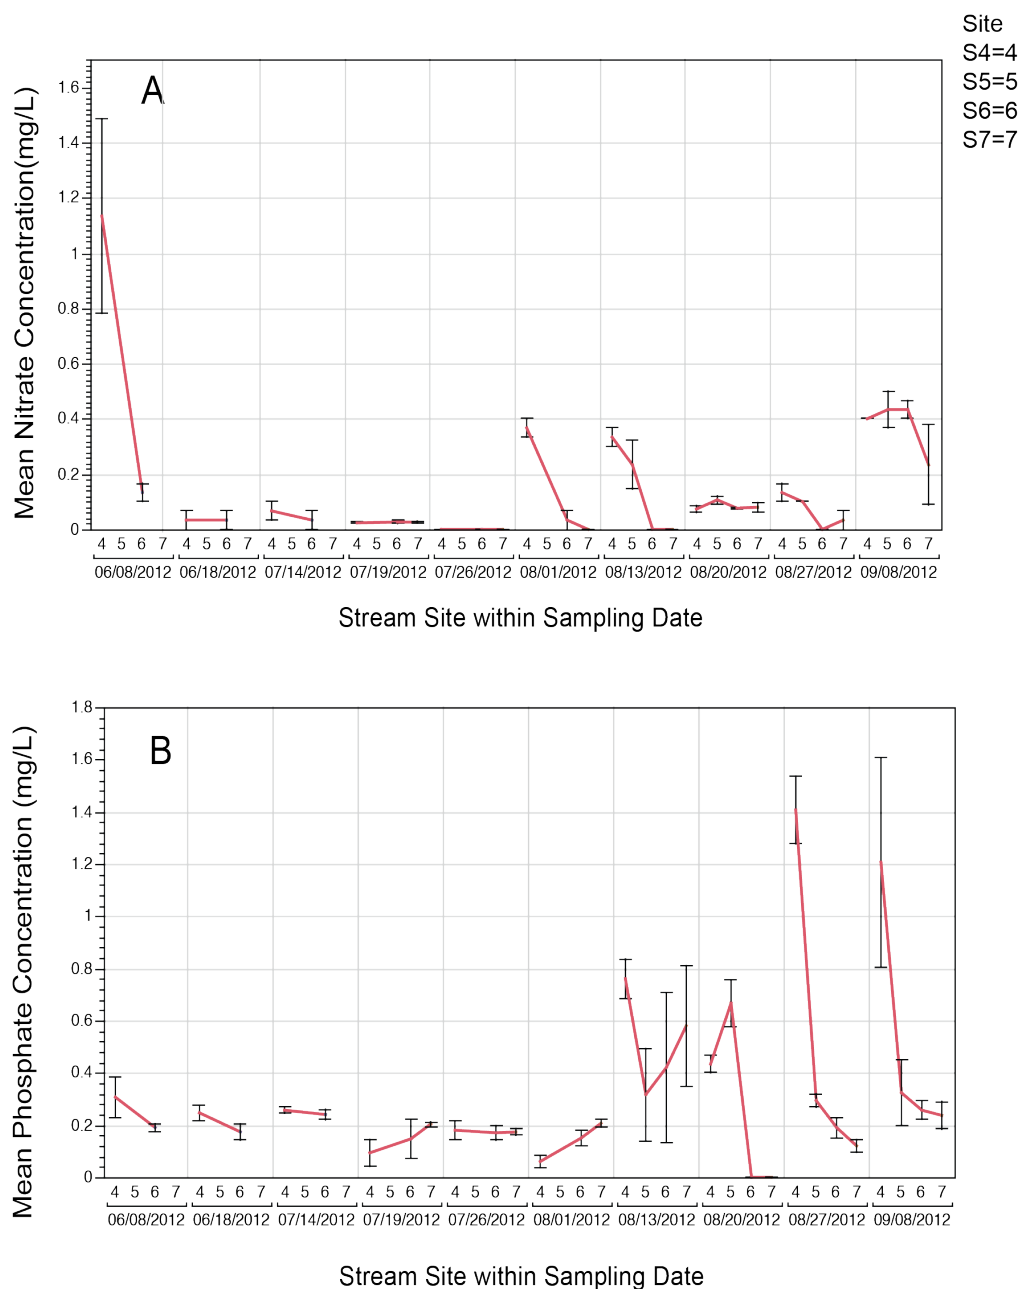 Site
S4=4
S5=5
S6=6
S7=7
A
Mean Nitrate Concentration(mg/L)
1.6
1.4
1.2
1
0.8
0.6
0.4
0.2
0
4 5 6 7 4 5 6 7 4 5 6 7 4 5 6 7 4 5 6 7 4 5 6 7 4 5 6 7 4 5 6 7 4 5 6 7 4 5 6 7
06/08/2012 06/18/2012 07/14/2012 07/19/2012 07/26/2012 08/01/2012 08/13/2012 08/20/2012 08/27/2012 09/08/2012
Stream Site within Sampling Date
B
Mean Phosphate Concentration (mg/L)
1.8
1.6
1.4
1.2
1
0.8
0.6
0.4
0.2
0
4 5 6 7 4 5 6 7 4 5 6 7 4 5 6 7 4 5 6 7 4 5 6 7 4 5 6 7 4 5 6 7 4 5 6 7 4 5 6 7
06/08/2012 06/18/2012 07/14/2012 07/19/2012 07/26/2012 08/01/2012 08/13/2012 08/20/2012 08/27/2012 09/08/2012
Stream Site within Sampling Date